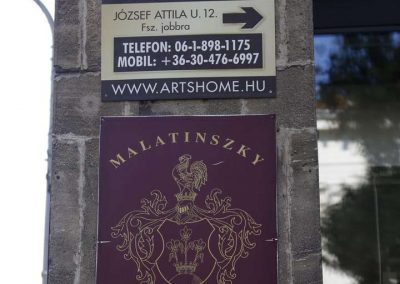 JÓZSEF ATTILA U. 12.
Fsz. jobbra
TELEFON: 06-1-898-1175
MOBIL: +36-30-476-6997
WWW.ARTSHOME.HU
MALATINSZKY